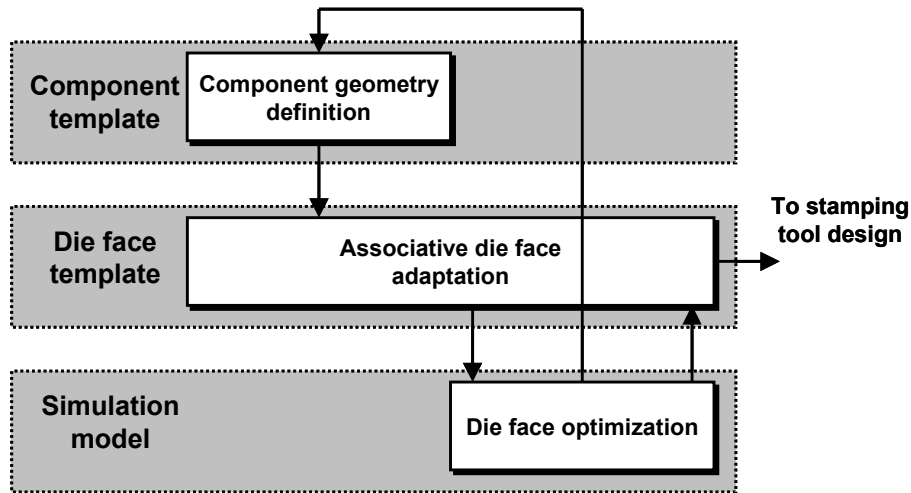 Component
template
Component geometry
definition
Die face
template
Associative die face
adaptation
To stamping
tool design
Simulation
model
Die face optimization